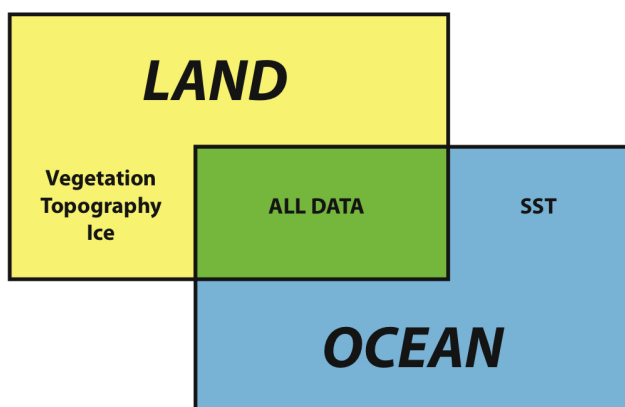 LAND
Vegetation
Topography
Ice
ALL DATA
SST
OCEAN